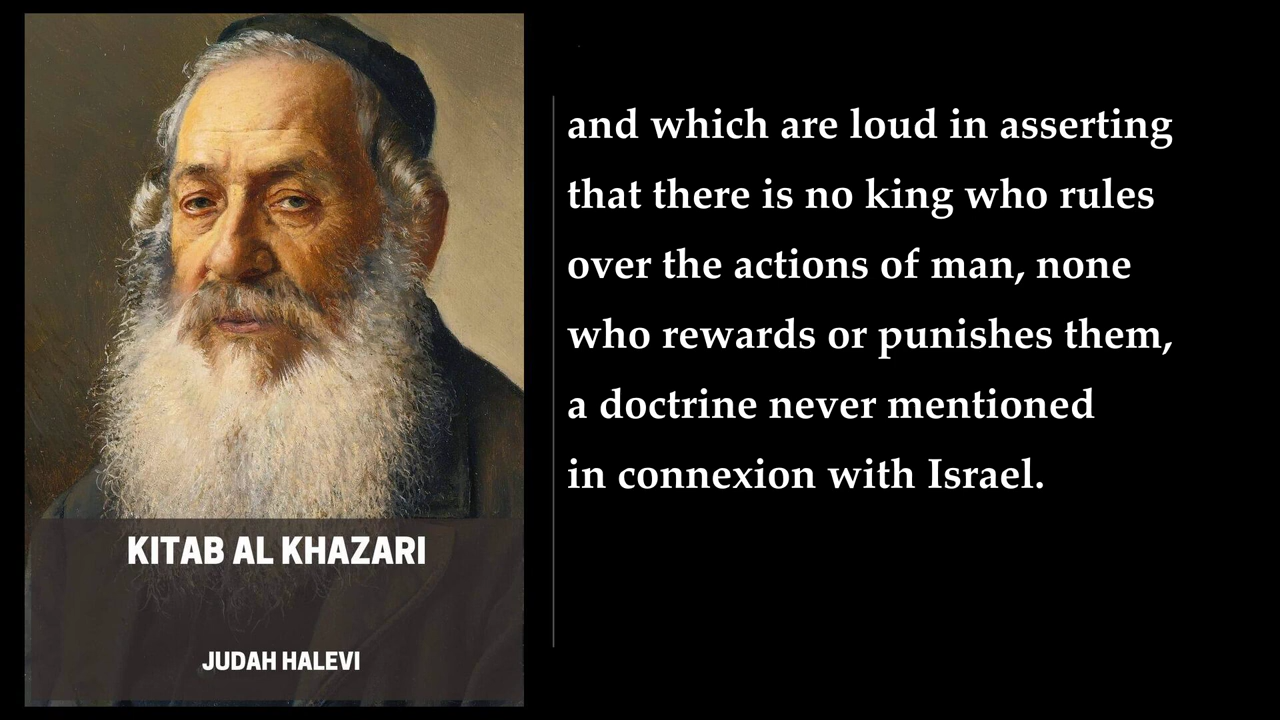 KITAB AL KHAZARI
JUDAH HALEVI
and which are loud in asserting
that there is no king who rules
over the actions of man, none
who rewards or punishes them,
a doctrine never mentioned
in connexion with Israel.